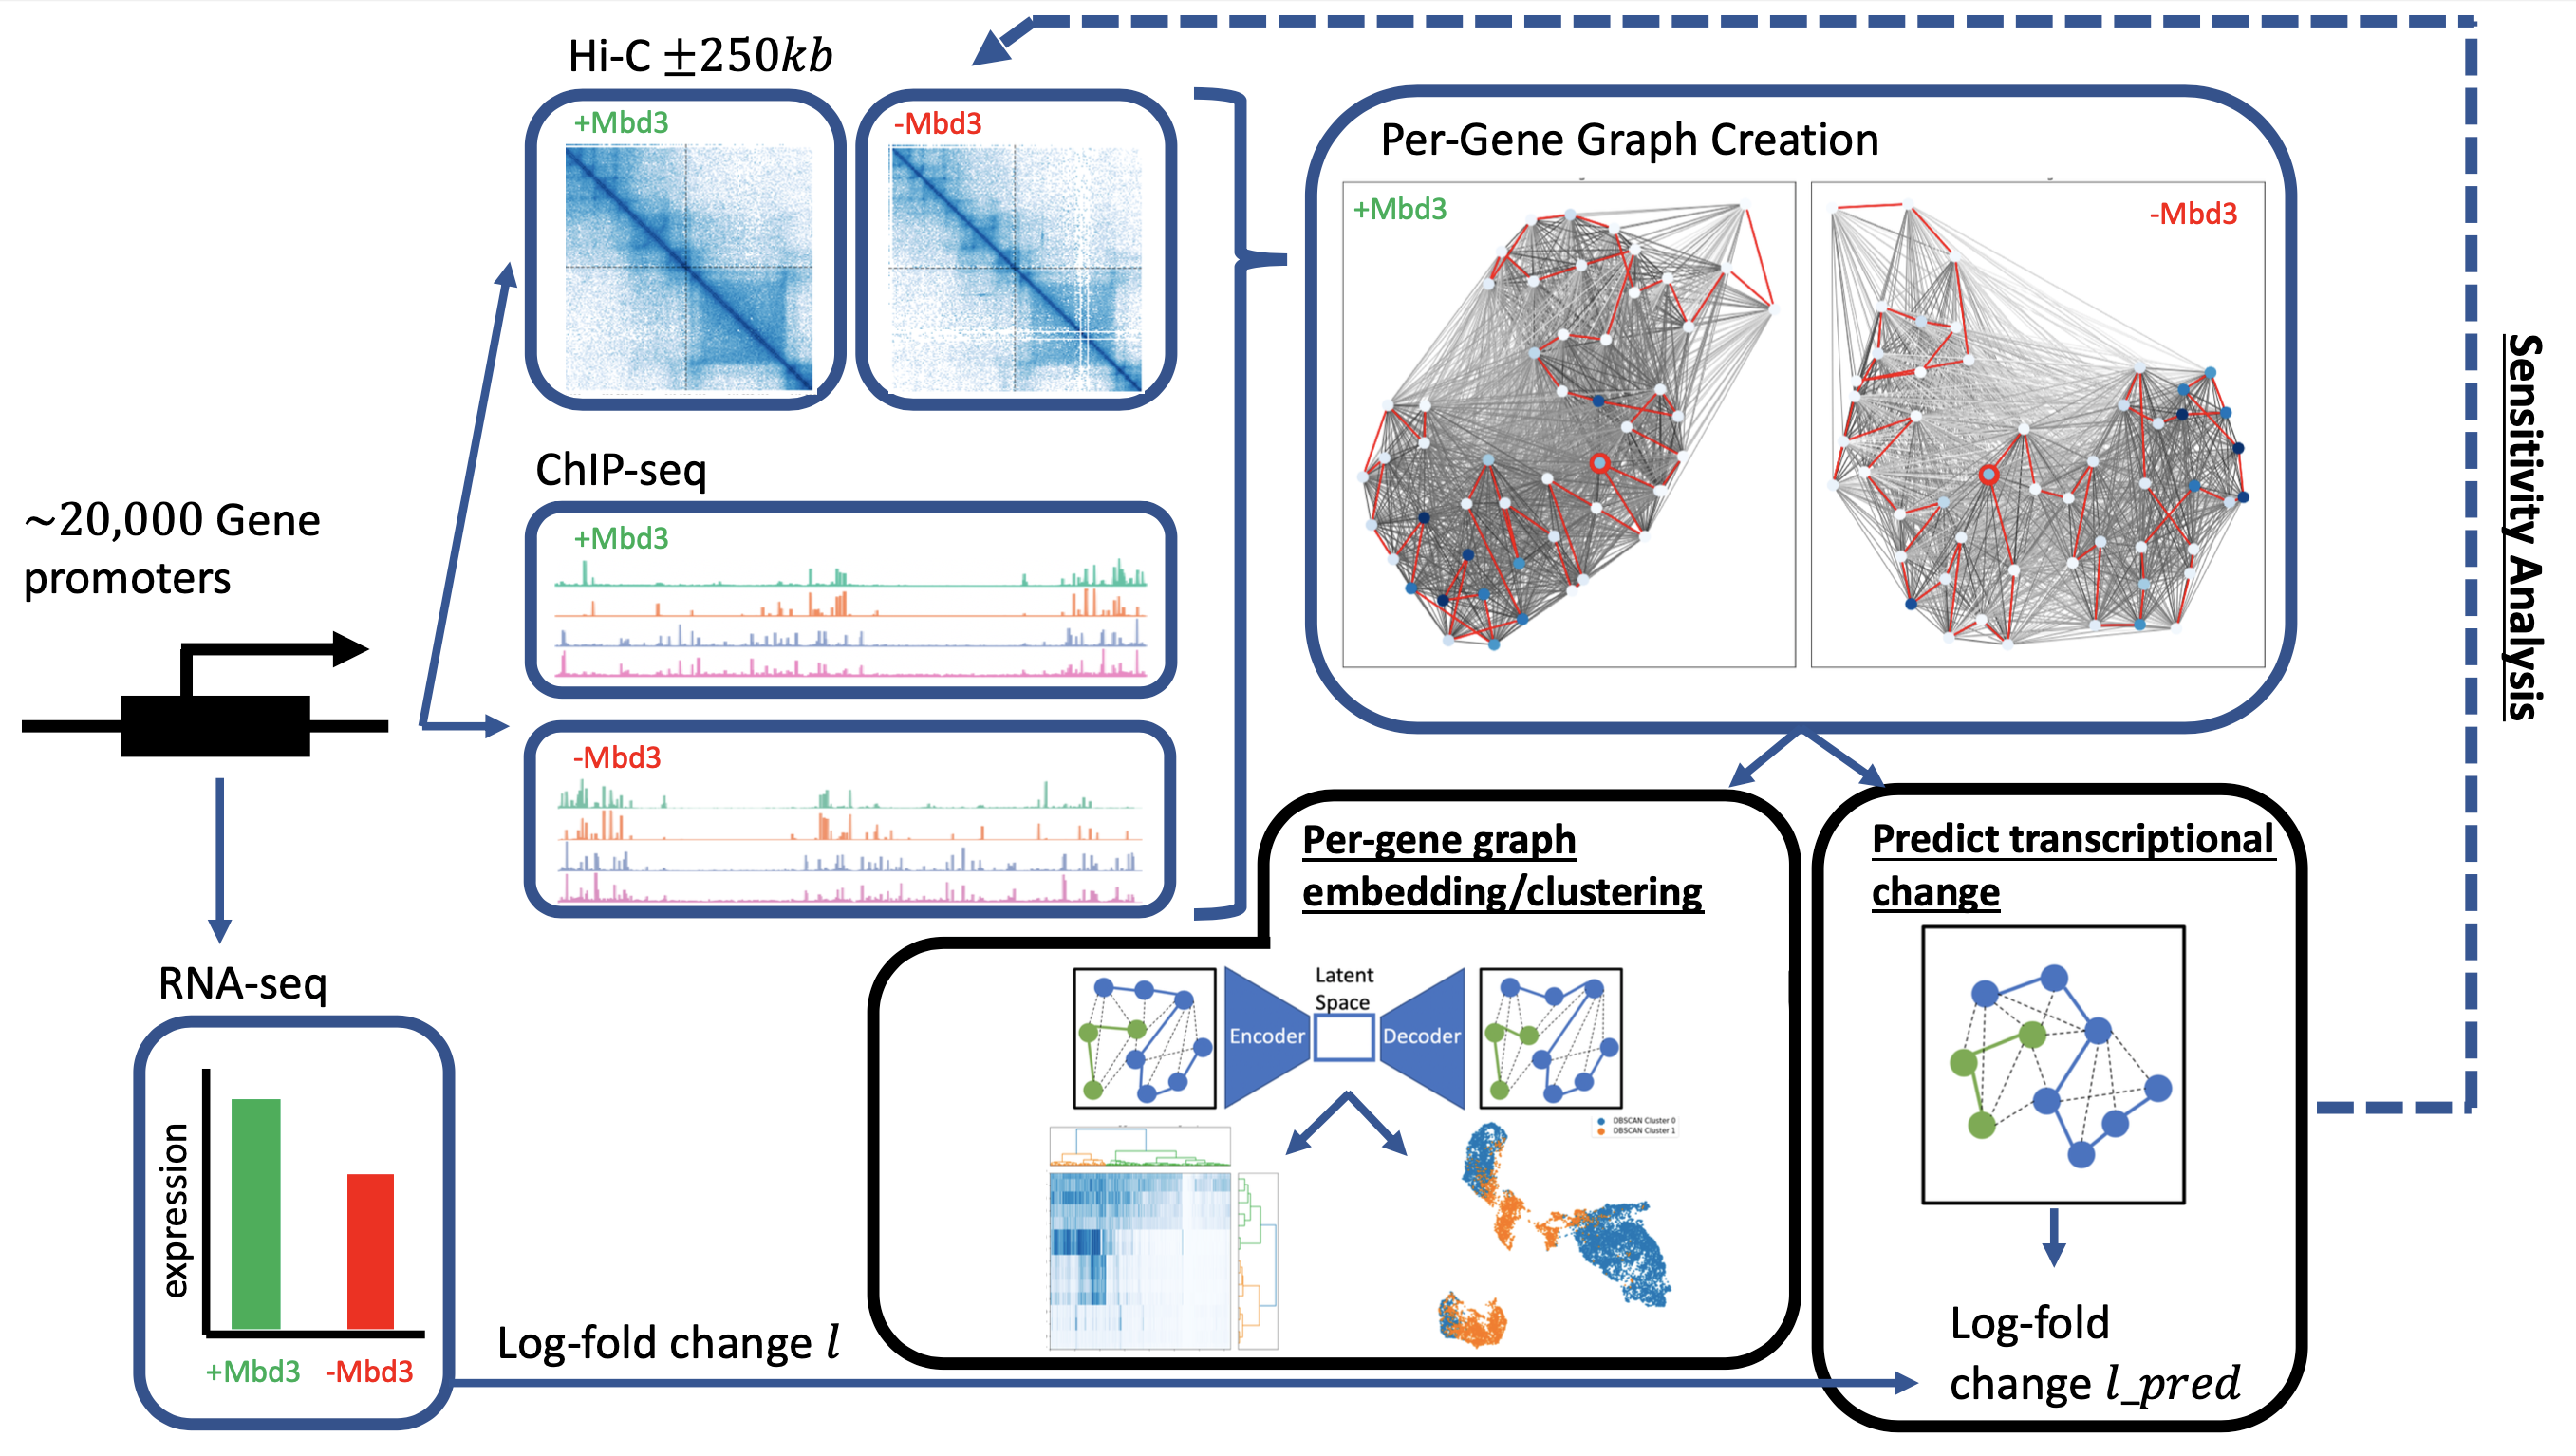 Hi-C ±250kb
+Mbd3
-Mbd3
ChIP-seq
+Mbd3
-Mbd3
~20,000 Gene
promoters
RNA-seq
expression
+Mbd3 -Mbd3
Log-fold change l
Per-Gene Graph Creation
+Mbd3
-Mbd3
Per-gene graph
embedding/clustering
Encoder
Latent
Space
Decoder
DBSCAN Cluster 0
DBSCAN Cluster 1
Predict transcriptional
change
Log-fold
change l_pred
Sensitivity Analysis